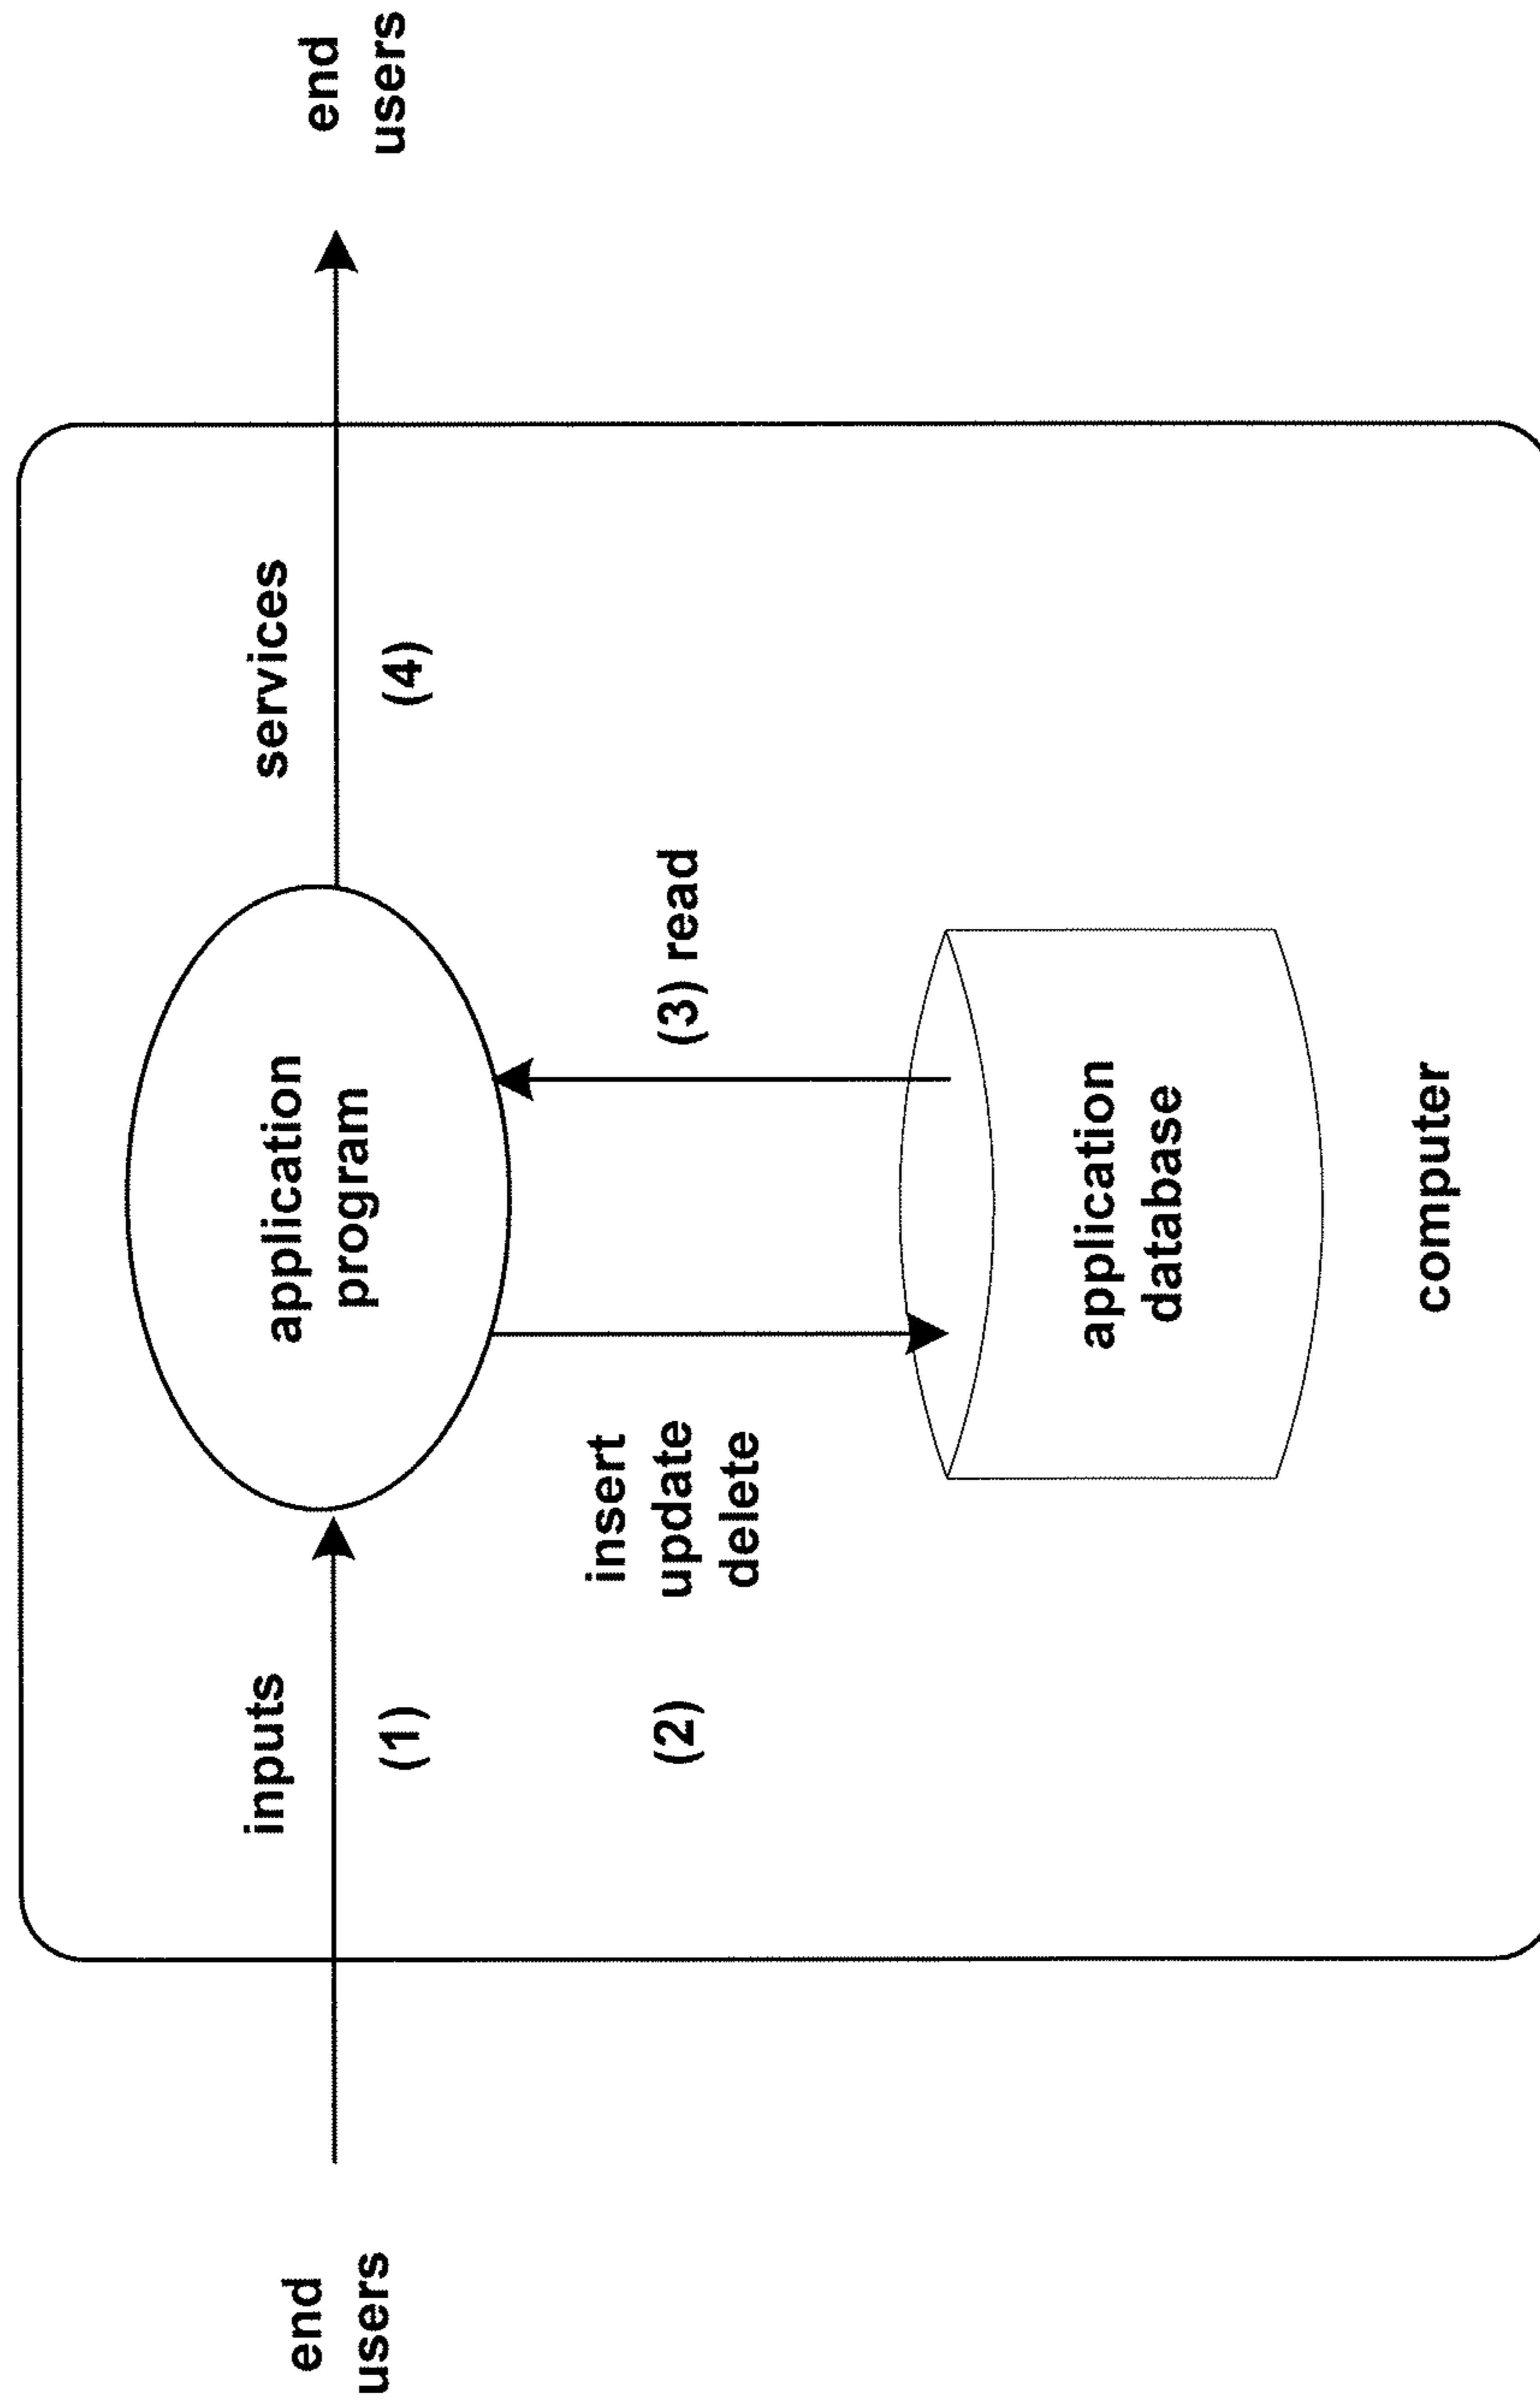 end
users
inputs
(1)
insert
update
delete
(2)
application
program
(3) read
application
database
computer
services
(4)
end
users